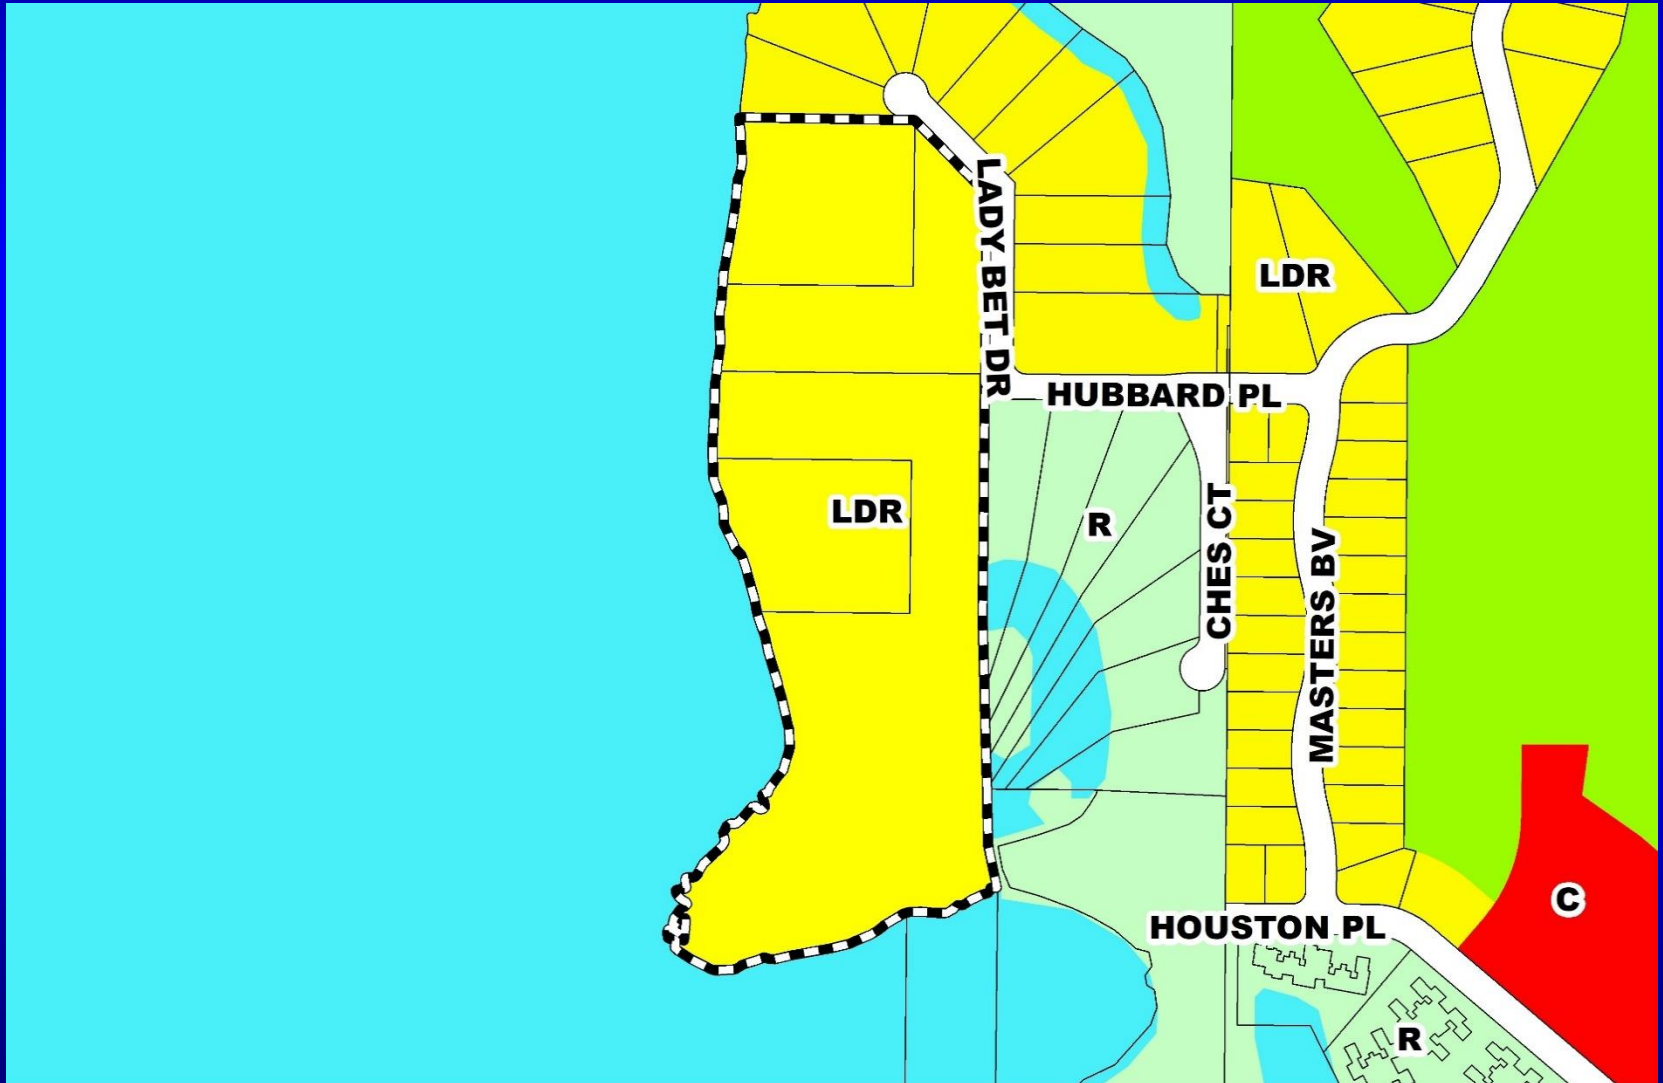 LADY BET DR
LDR
HUBBARD PL
LDR
R
CHES CT
MASTERS BV
C
HOUSTON PL
R